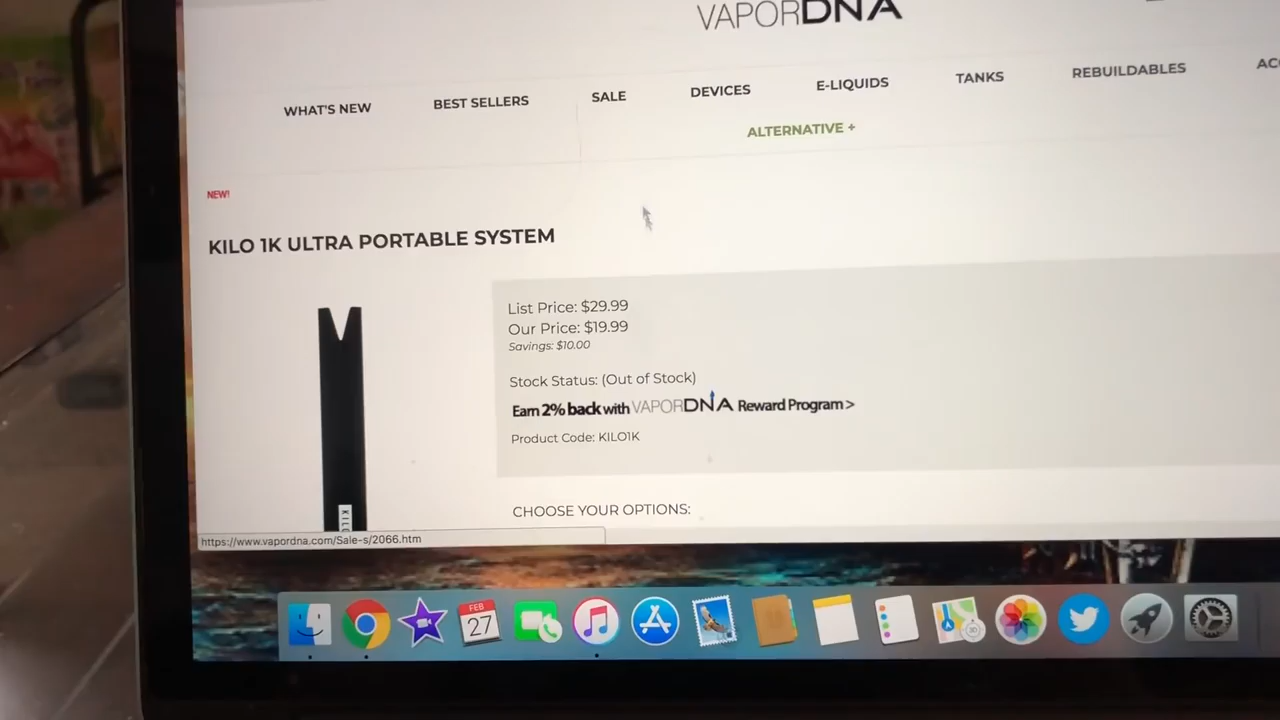 VAPORDNA
WHAT'S NEW
BEST SELLERS
SALE
DEVICES
E-LIQUIDS
TANKS
REBUILDABLES
AC
ALTERNATIVE +
NEW!
KILO 1K ULTRA PORTABLE SYSTEM
List Price: $29.99
Our Price: $19.99
Savings: $10.00
Stock Status: (Out of Stock)
Earn 2% back with VAPORDNA Reward Program >
Product Code: KILO1K
KILO
CHOOSE YOUR OPTIONS:
https://www.vapordna.com/Sale-s/2066.htm
FEB
27